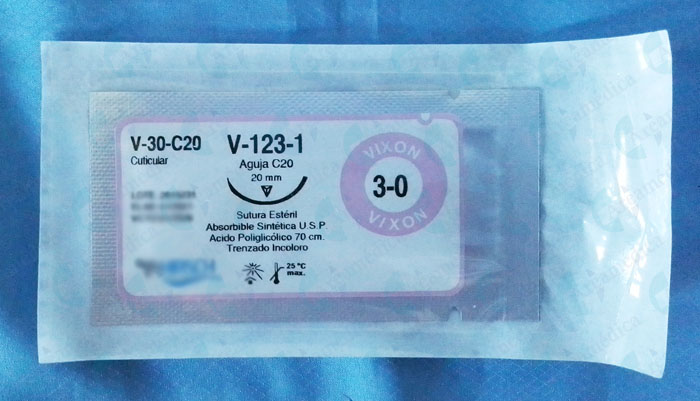 V-30-C20
Cuticular
V-123-1
Aguja C20
20 mm
Sutura Estéril
Absorbible Sintética U.S.P
Acido Poliglicólico 70 cm.
Trenzado Incoloro
25 °C
max.
VIXON
3-0
VIXON